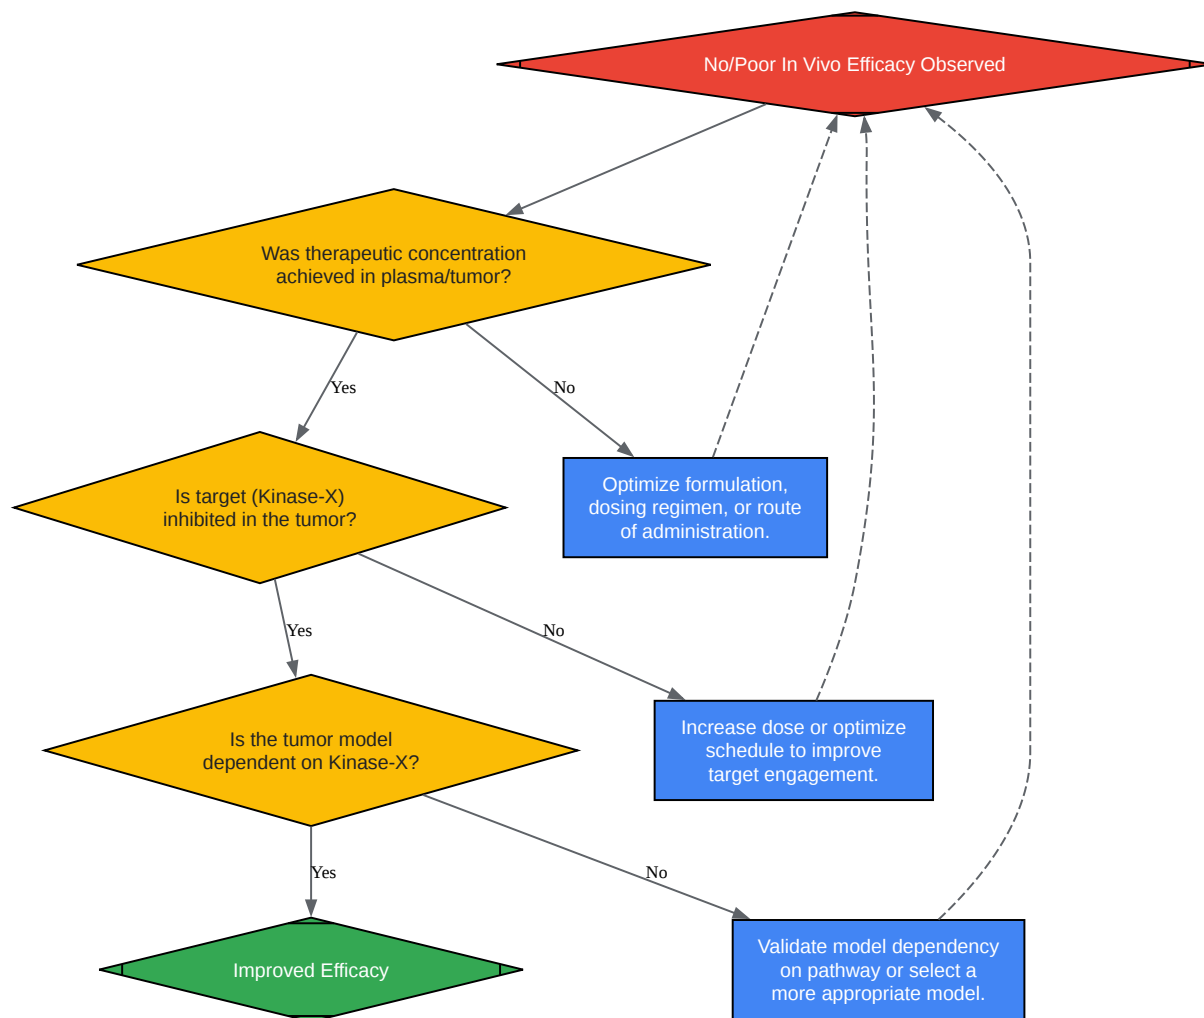 No/Poor In Vivo Efficacy Observed
Was therapeutic concentration
achieved in plasma/tumor?
Yes
No
Is target (Kinase-X)
inhibited in the tumor?
Optimize formulation,
dosing regimen, or route
of administration.
Yes
No
Is the tumor model
dependent on Kinase-X?
Increase dose or optimize
schedule to improve
target engagement.
Yes
No
Improved Efficacy
Validate model dependency
on pathway or select a
more appropriate model.